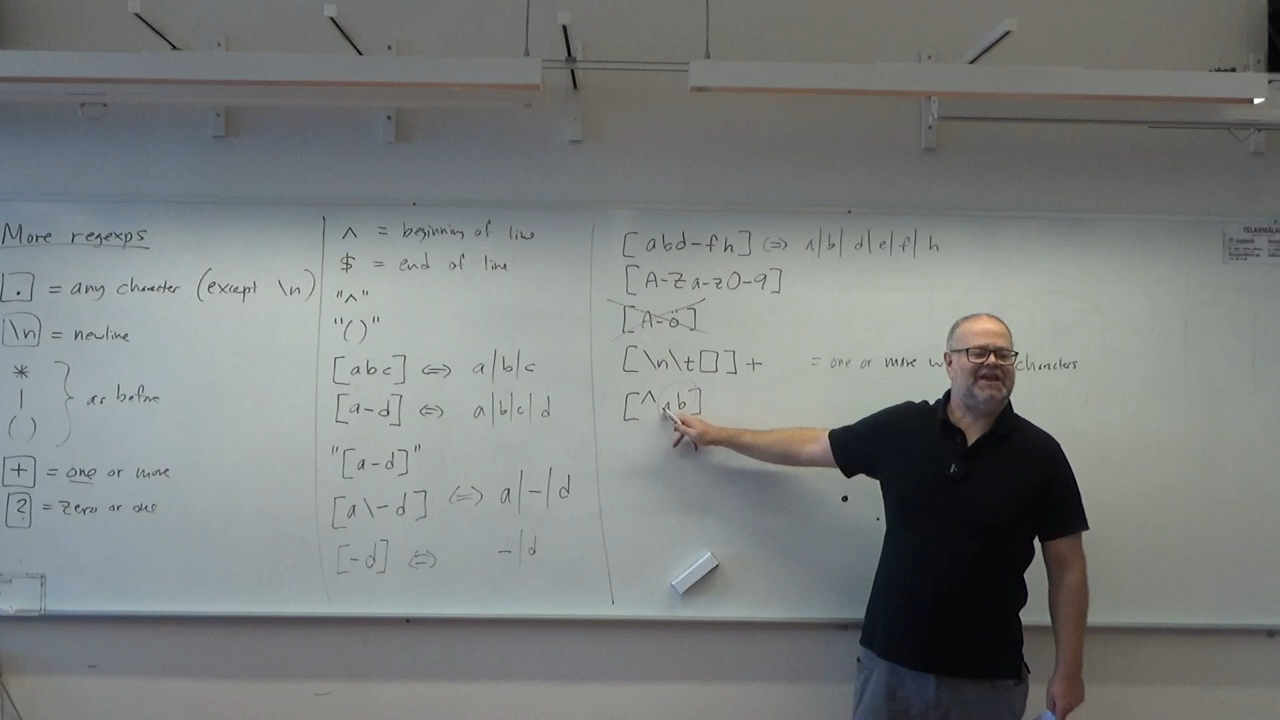 More regexps
. = any character (except \n)
\n = newline
*
|
( )
as before
+ = one or more
? = zero or one
^ = beginning of line
$ = end of line
"^"
"()"
[abc] <=> a|b|c
[a-d] <=> a|b|c|d
"[a-d]"
[a\-d] <=> a|-|d
[-d] <=> -|d
[abd-fh] <=> a|b|d|e|f|h
[A-Za-z0-9]
[A-ö]
[\n\t□]+ = one or more w characters
[^ab]